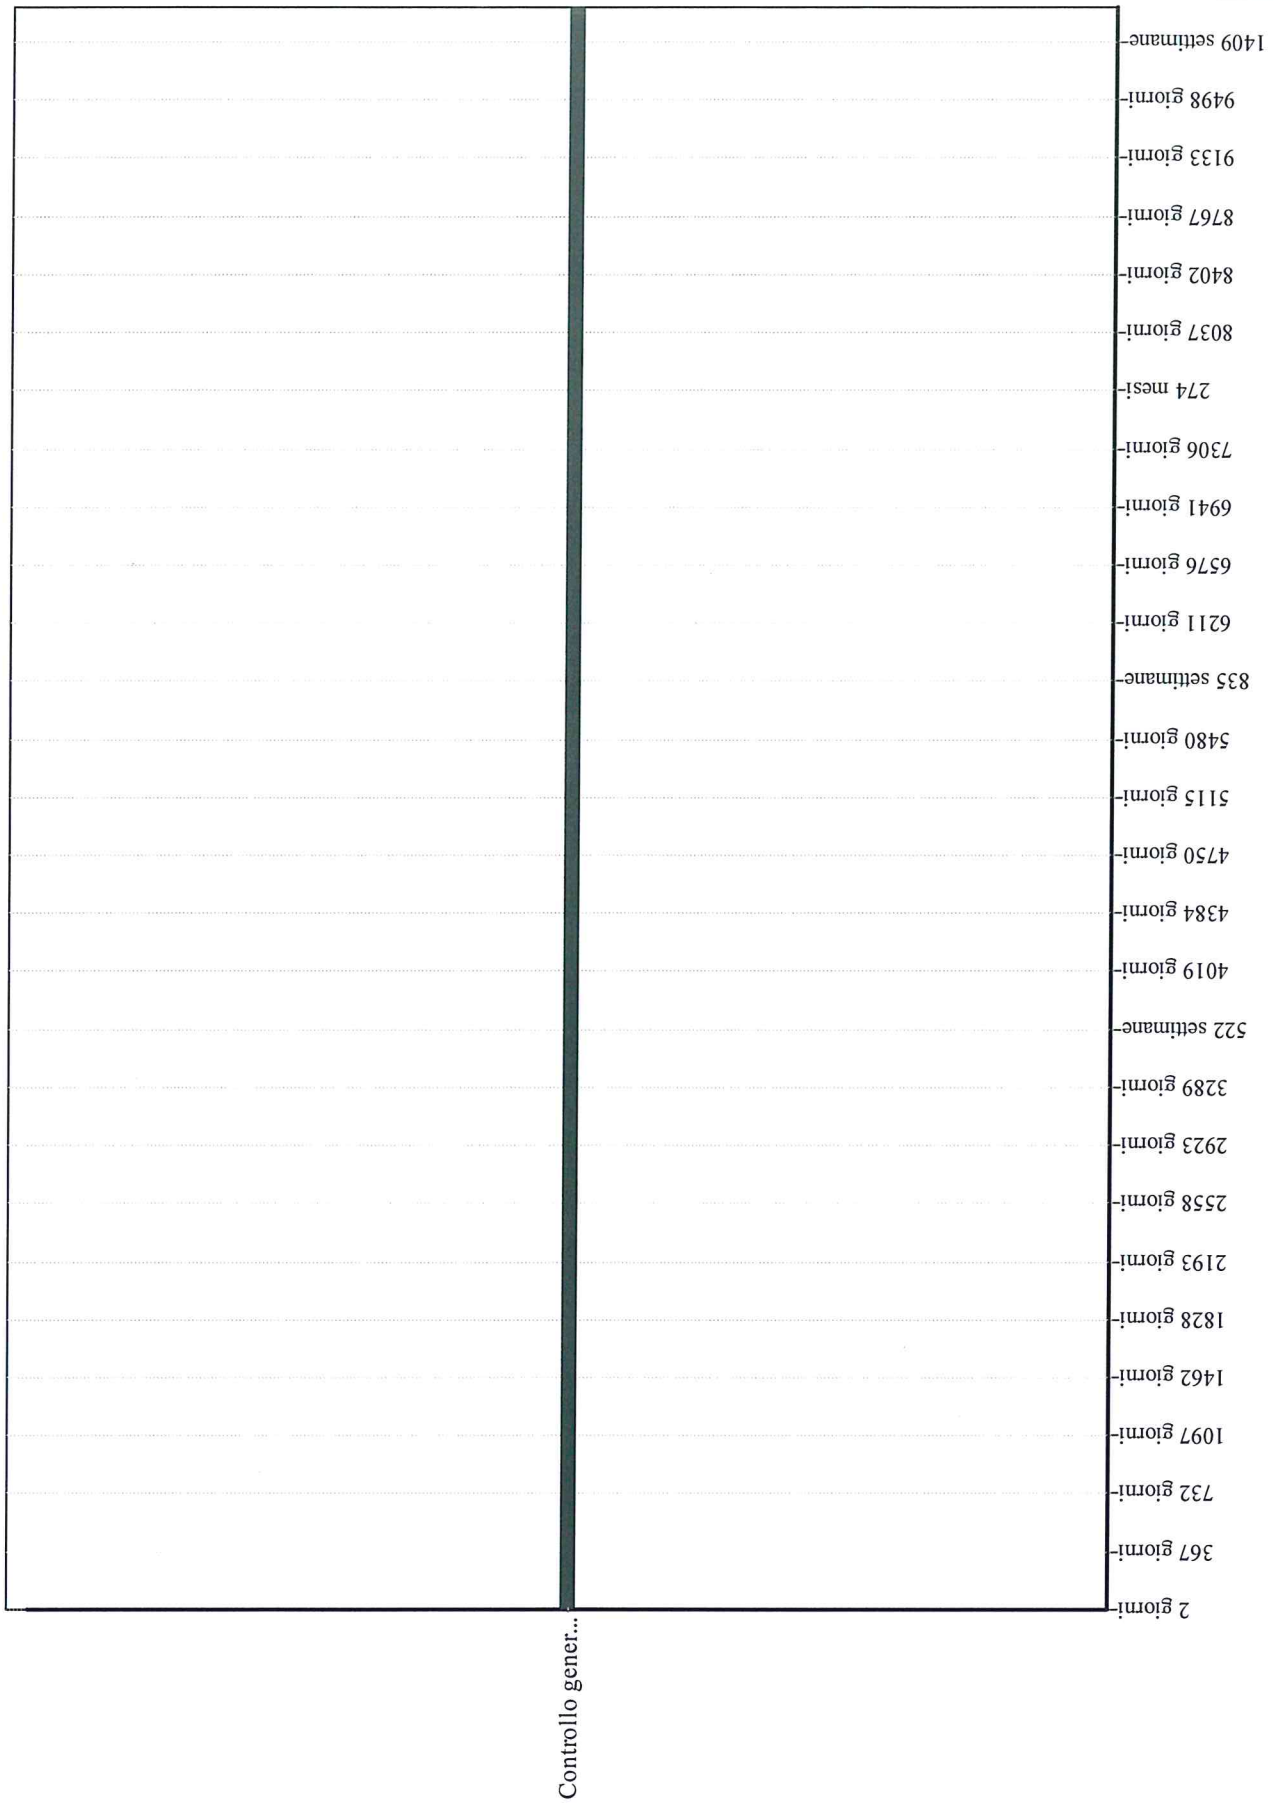 1409 settimane
9498 giorni
9133 giorni
8767 giorni
8402 giorni
8037 giorni
274 mesi
7306 giorni
6941 giorni
6576 giorni
6211 giorni
835 settimane
5480 giorni
5115 giorni
4750 giorni
4384 giorni
4019 giorni
522 settimane
3289 giorni
2923 giorni
2558 giorni
2193 giorni
1828 giorni
1462 giorni
1097 giorni
732 giorni
367 giorni
2 giorni
Controllo gener...